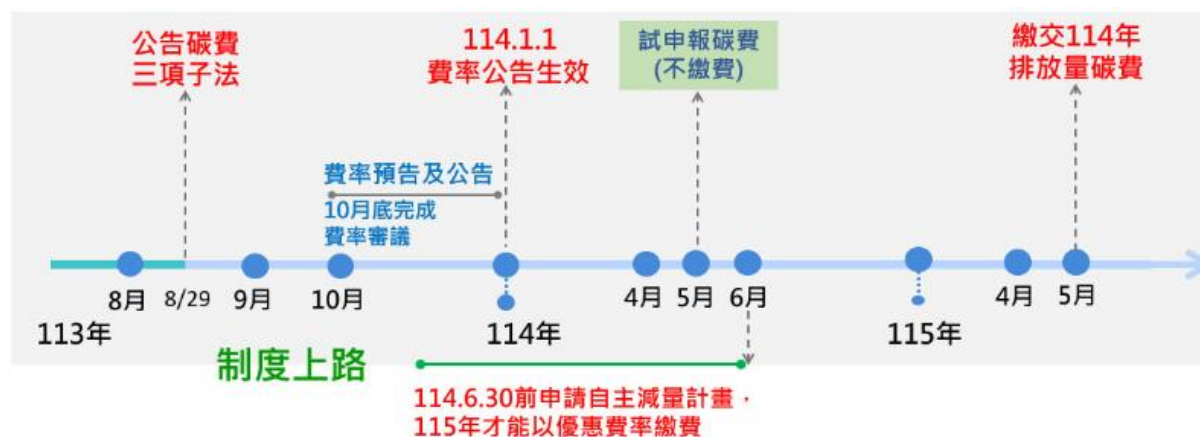 公告碳費
三項子法
114.1.1
費率公告生效
試申報碳費
(不繳費)
繳交114年
排放量碳費
費率預告及公告
10月底完成
費率審議
8月
8/29
9月
10月
4月
5月
6月
4月
5月
113年
114年
115年
制度上路
114.6.30前申請自主減量計畫，
115年才能以優惠費率繳費